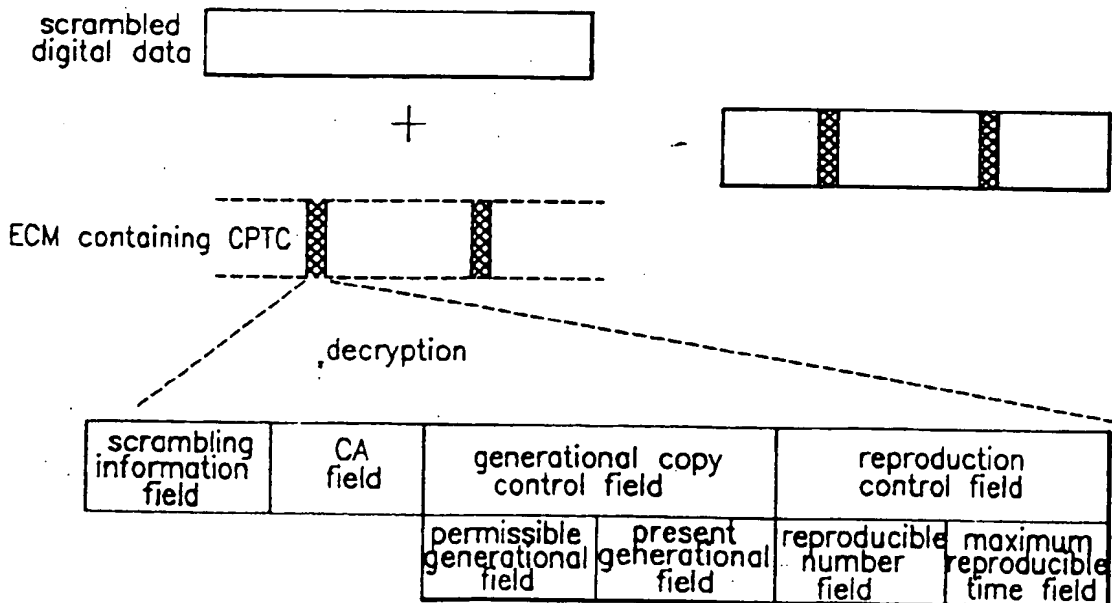 scrambled
digital data
+
ECM containing CPTC
decryption
scrambling
information
field
CA
field
generational copy
control field
reproduction
control field
permissible
generational
field
present
generational
field
reproducible
number
field
maximum
reproducible
time field